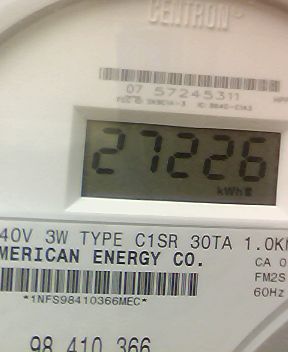 CENTRON
07 57245311
27226
kWh
40V 3W TYPE C1SR 30TA 1.0K
MERICAN ENERGY CO.
CA 0
FM2S
*1NFS98410366MEC*
60Hz
98 410 366